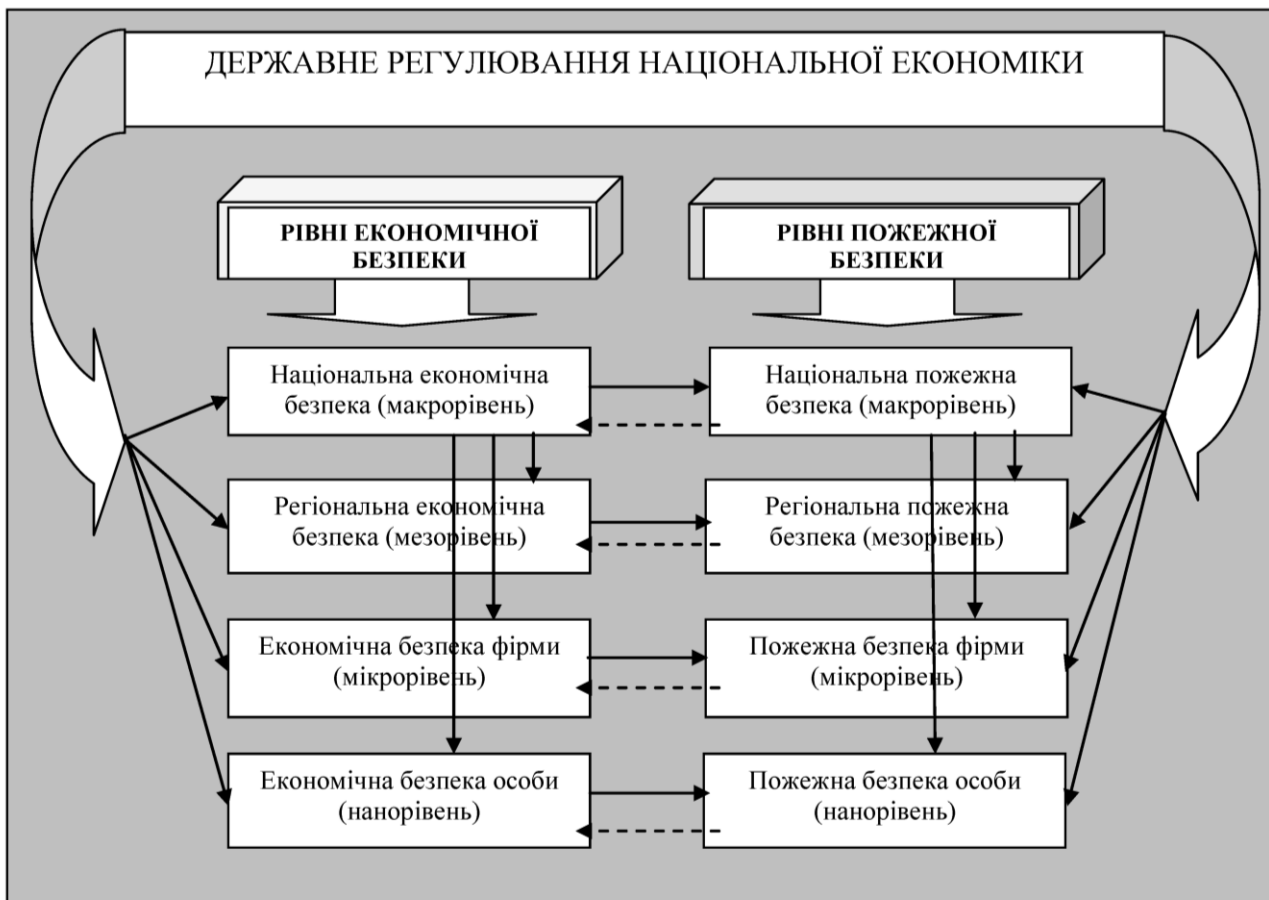 ДЕРЖАВНЕ РЕГУЛЮВАННЯ НАЦІОНАЛЬНОЇ ЕКОНОМІКИ
РІВНІ ЕКОНОМІЧНОЇ
БЕЗПЕКИ
РІВНІ ПОЖЕЖНОЇ
БЕЗПЕКИ
Національна економічна
безпека (макрорівень)
Національна пожежна
безпека (макрорівень)
Регіональна економічна
безпека (мезорівень)
Регіональна пожежна
безпека (мезорівень)
Економічна безпека фірми
(мікрорівень)
Пожежна безпека фірми
(мікрорівень)
Економічна безпека особи
(нанорівень)
Пожежна безпека особи
(нанорівень)